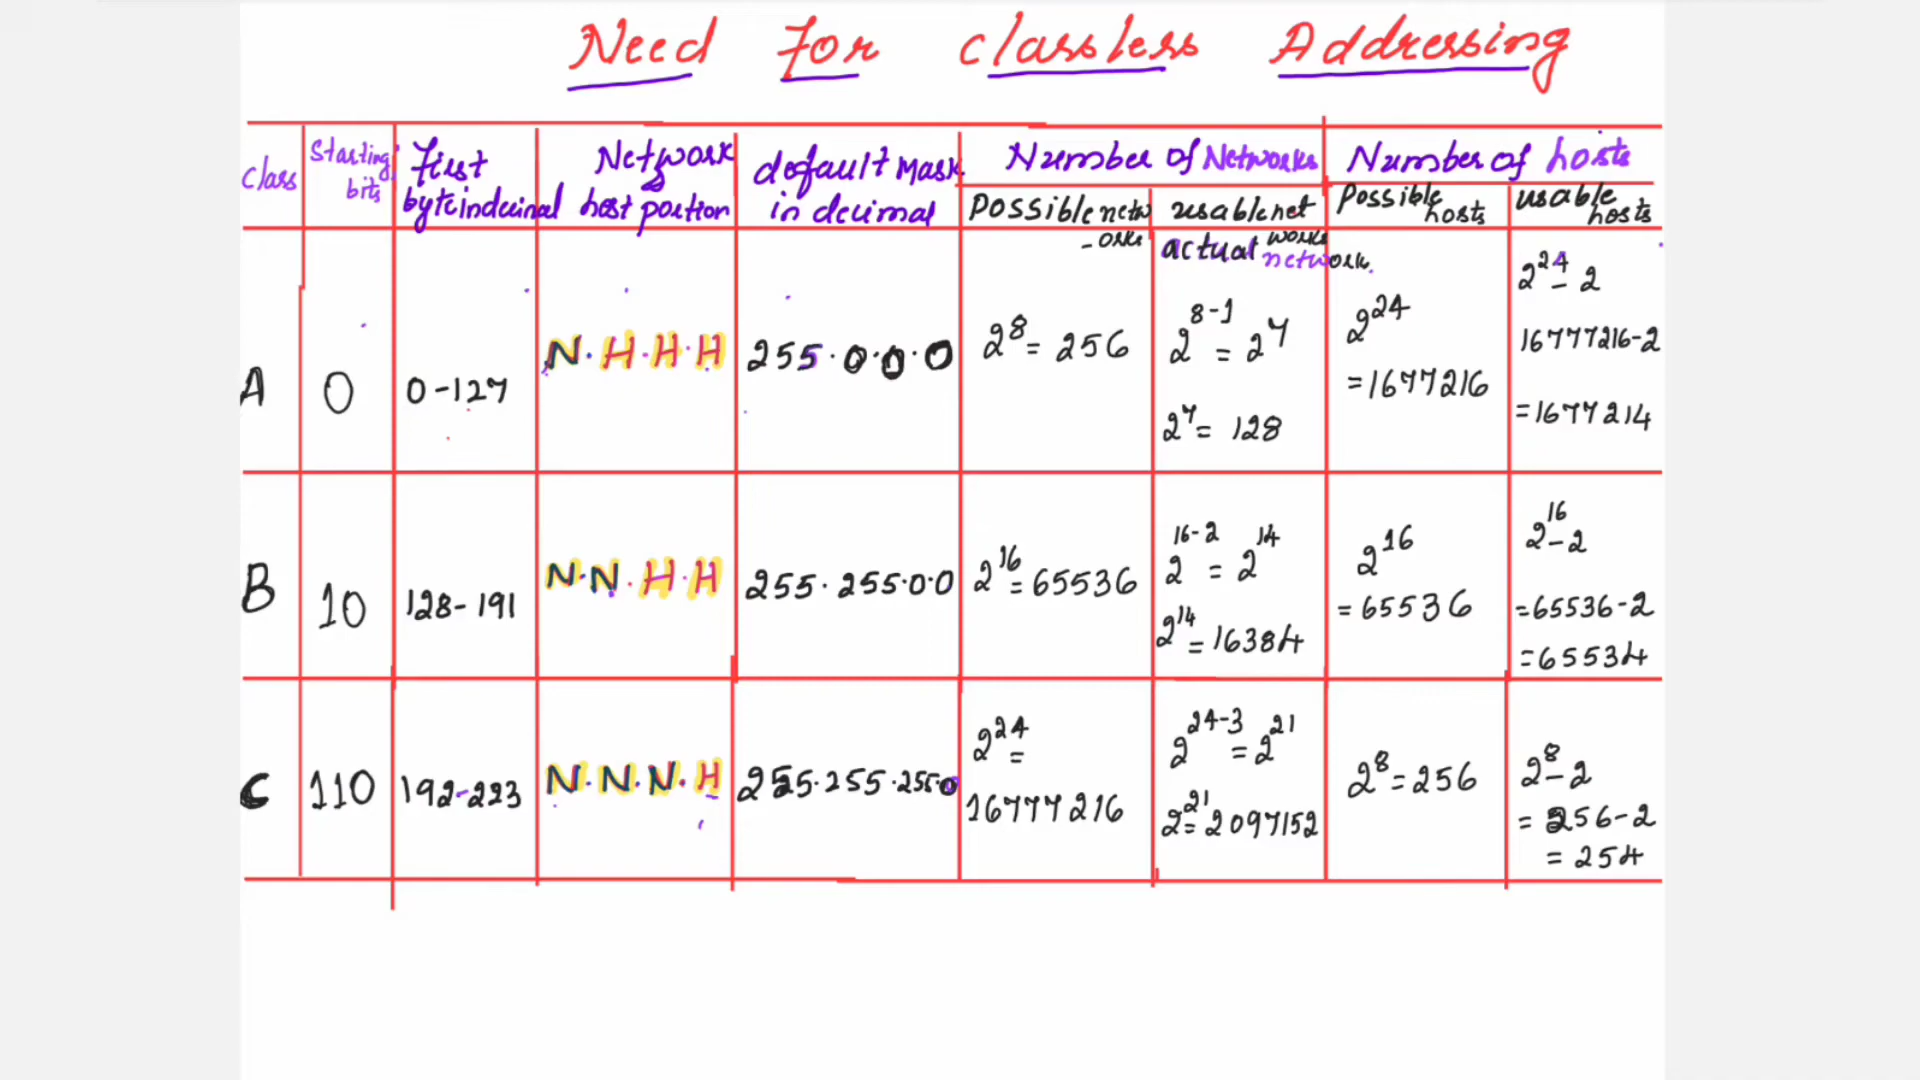 Need For classless Addressing
class
Starting bits
First byte in decimal
Network & host portion
default Mask in decimal
Number of Networks
Number of hosts
Possible netw-orks
usable net works
actual network.
Possible hosts
usable hosts
A
0
0-127
N.H.H.H
255.0.0.0
2^8 = 256
2^8-1 = 2^7
2^7 = 128
2^24
=1677216
2^24 - 2
16777216-2
=1677214
B
10
128-191
N.N.H.H
255.255.0.0
2^16 = 65536
2^16-2 = 2^14
2^14 = 16384
2^16
= 65536
2^16 - 2
=65536-2
=65534
C
110
192-223
N.N.N.H
255.255.255.0
2^24 =
16777216
2^24-3 = 2^21
2^21 = 2097152
2^8 = 256
2^8 - 2
= 256-2
= 254